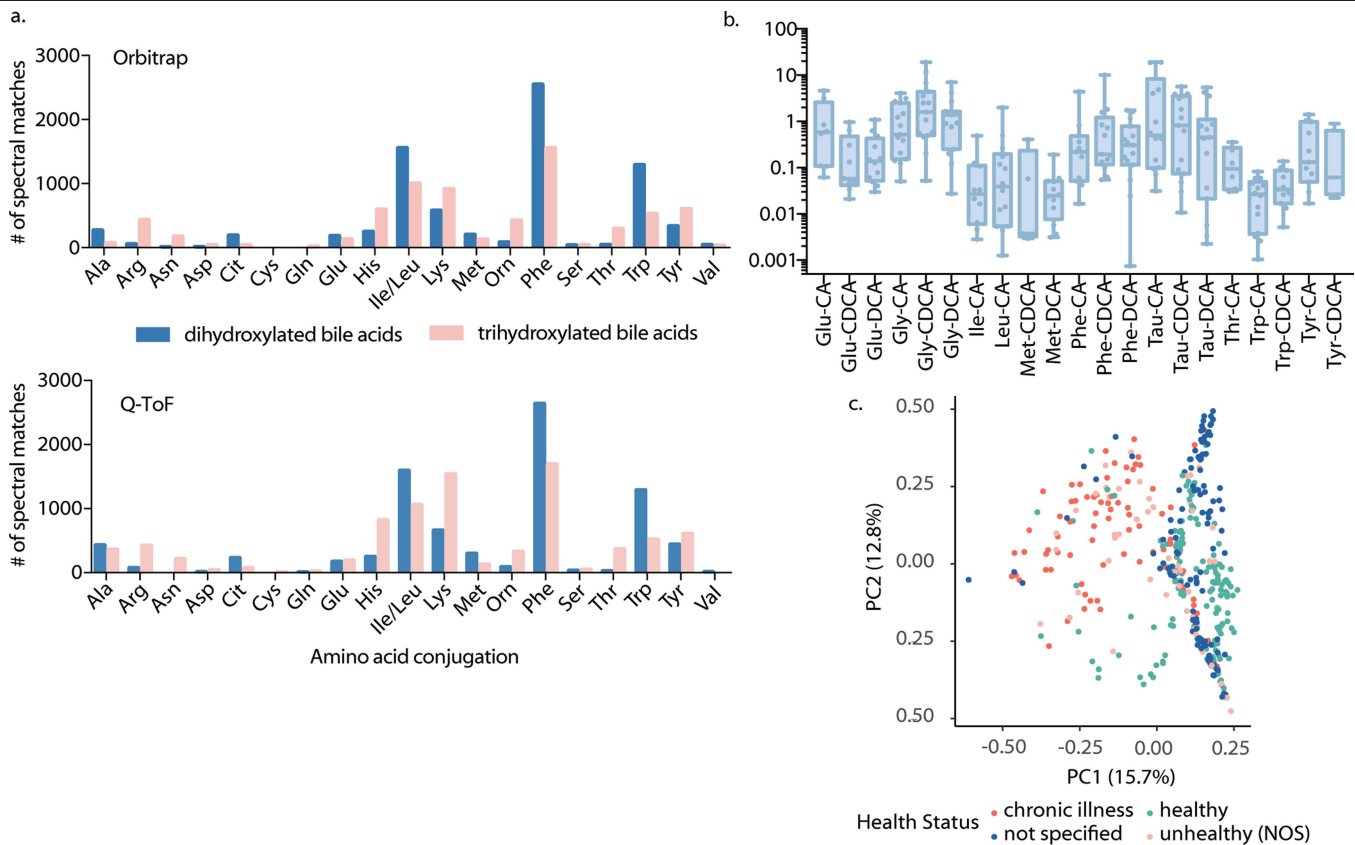 a.
Orbitrap
# of spectral matches
3000
2000
1000
0
Ala
Arg
Asn
Asp
Cit
Cys
Gln
Glu
His
Ile/Leu
Lys
Met
Orn
Phe
Ser
Thr
Trp
Tyr
Val
dihydroxylated bile acids
trihydroxylated bile acids
Q-ToF
# of spectral matches
3000
2000
1000
0
Ala
Arg
Asn
Asp
Cit
Cys
Gln
Glu
His
Ile/Leu
Lys
Met
Orn
Phe
Ser
Thr
Trp
Tyr
Val
Amino acid conjugation
b.
100
10
1
0.1
0.01
0.001
Glu-CA
Glu-CDCA
Glu-DCA
Gly-CA
Gly-CDCA
Gly-DCA
Ile-CA
Leu-CA
Met-CDCA
Met-DCA
Phe-CA
Phe-CDCA
Phe-DCA
Tau-CA
Tau-CDCA
Tau-DCA
Thr-CA
Trp-CA
Trp-CDCA
Tyr-CA
Tyr-CDCA
c.
PC2 (12.8%)
0.50
0.25
0.00
0.25
0.50
-0.50
-0.25
0.00
0.25
PC1 (15.7%)
Health Status
chronic illness
healthy
not specified
unhealthy (NOS)